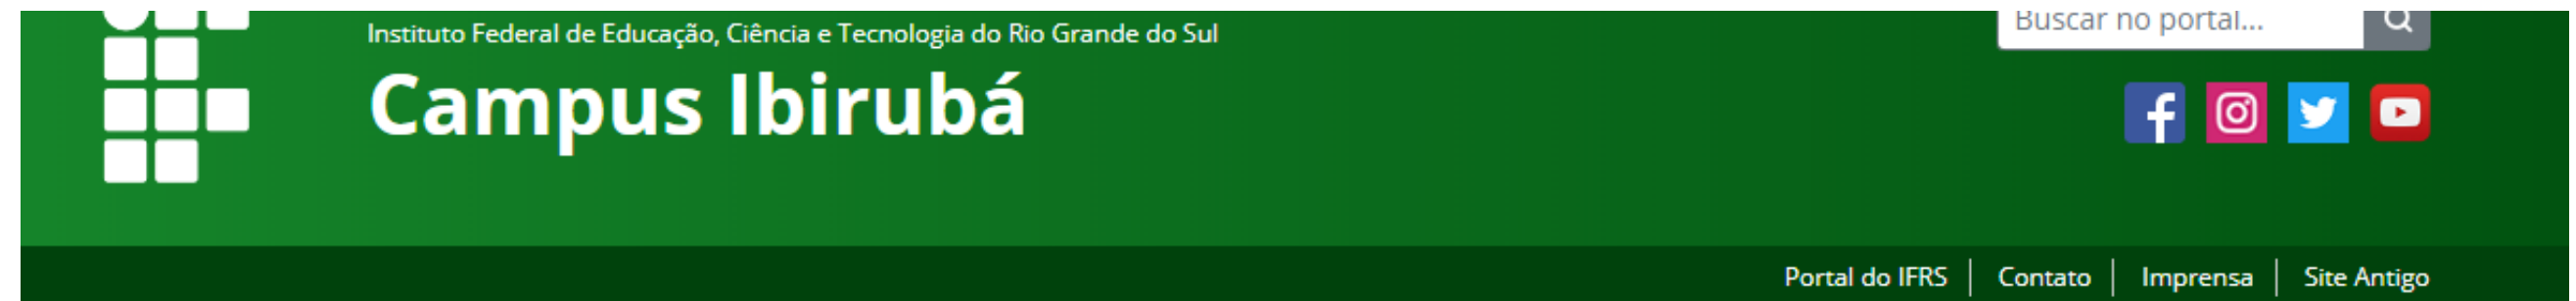 Instituto Federal de Educação, Ciência e Tecnologia do Rio Grande do Sul
Buscar no portal...
Campus Ibirubá
Portal do IFRS
Contato
Imprensa
Site Antigo